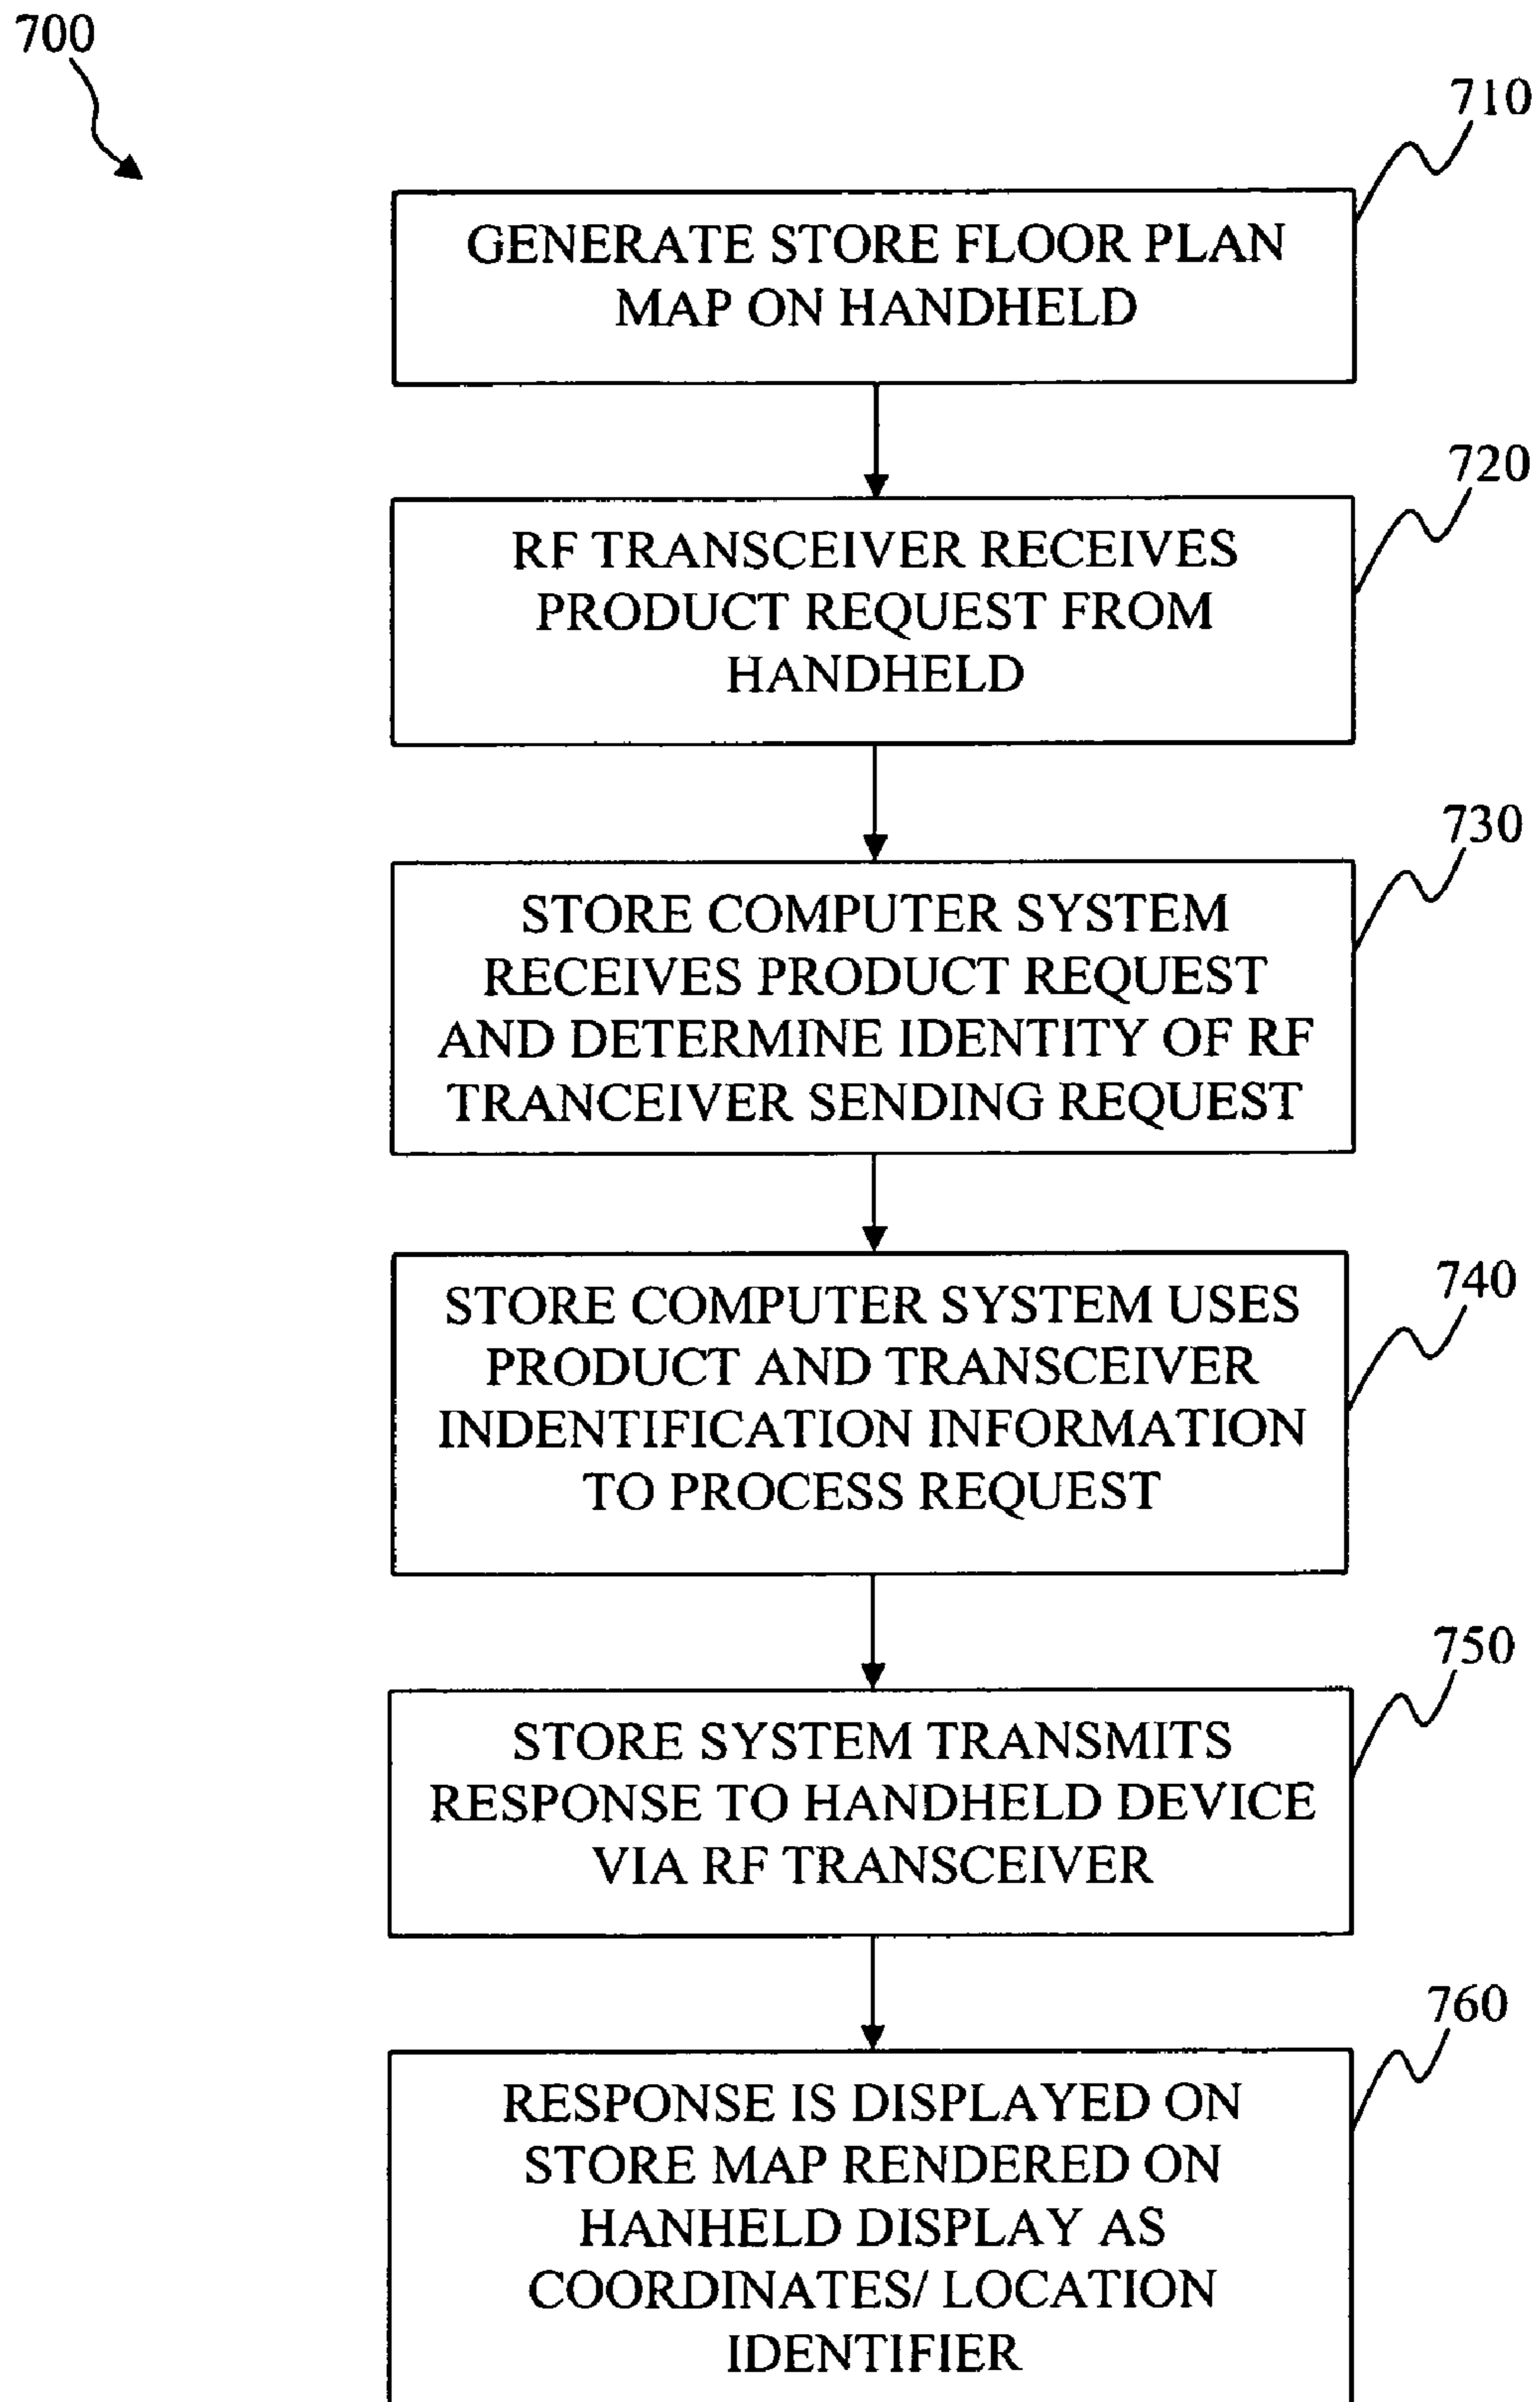 700
710
GENERATE STORE FLOOR PLAN
MAP ON HANDHELD
720
RF TRANSCEIVER RECEIVES
PRODUCT REQUEST FROM
HANDHELD
730
STORE COMPUTER SYSTEM
RECEIVES PRODUCT REQUEST
AND DETERMINE IDENTITY OF RF
TRANCEIVER SENDING REQUEST
740
STORE COMPUTER SYSTEM USES
PRODUCT AND TRANSCEIVER
INDENTIFICATION INFORMATION
TO PROCESS REQUEST
750
STORE SYSTEM TRANSMITS
RESPONSE TO HANDHELD DEVICE
VIA RF TRANSCEIVER
760
RESPONSE IS DISPLAYED ON
STORE MAP RENDERED ON
HANHELD DISPLAY AS
COORDINATES/ LOCATION
IDENTIFIER